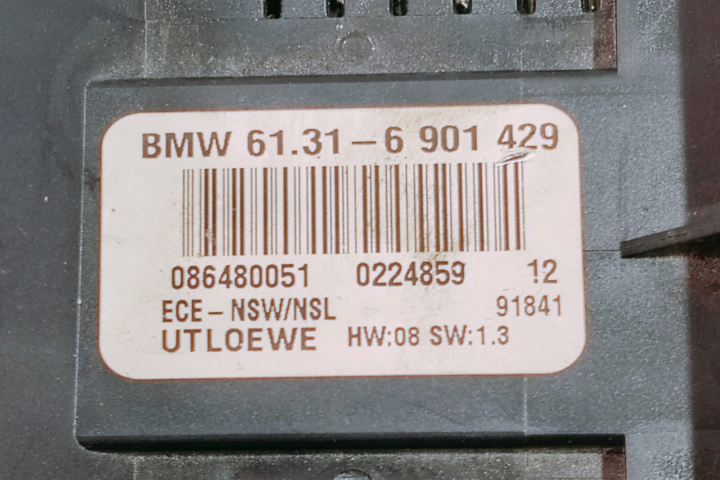 BMW 61.31 – 6 901 429
086480051 0224859 12
ECE – NSW/NSL 91841
UTLOEWE HW:08 SW:1.3